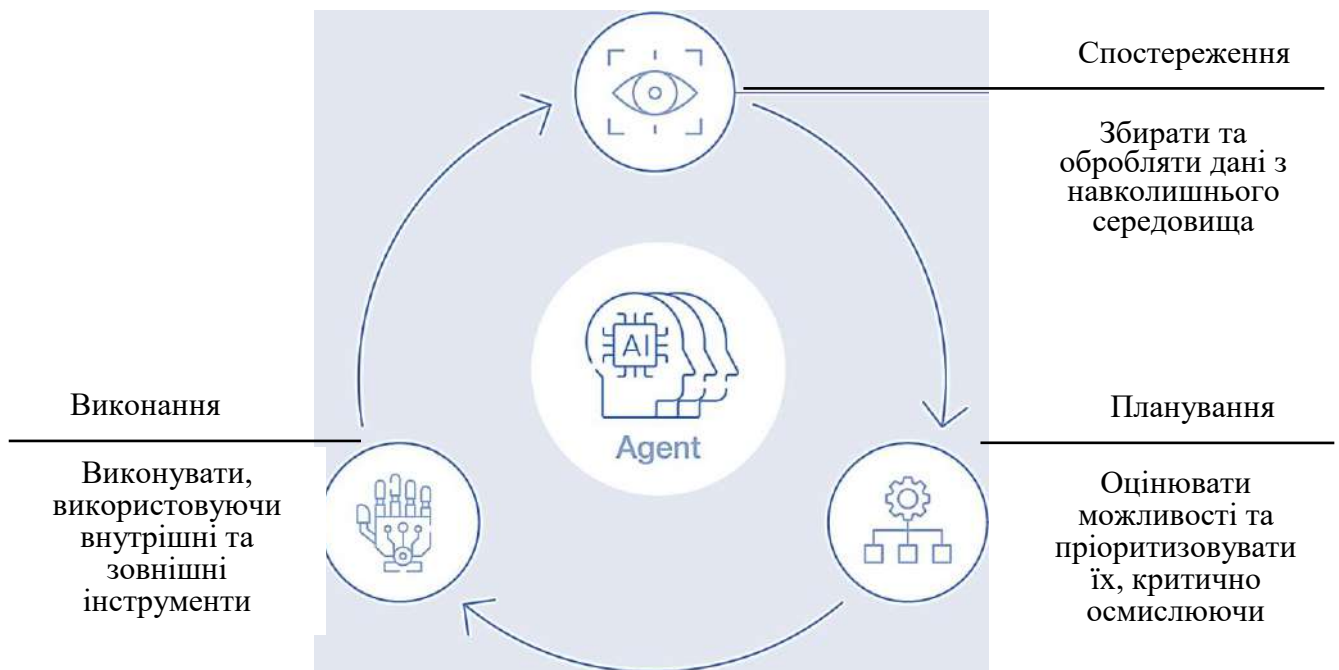 Спостереження
Збирати та
обробляти дані з
навколишнього
середовища
AI
Agent
Виконання
Виконувати,
використовуючи
внутрішні та
зовнішні
інструменти
Планування
Оцінювати
можливості та
пріоритизовувати
їх, критично
осмислюючи